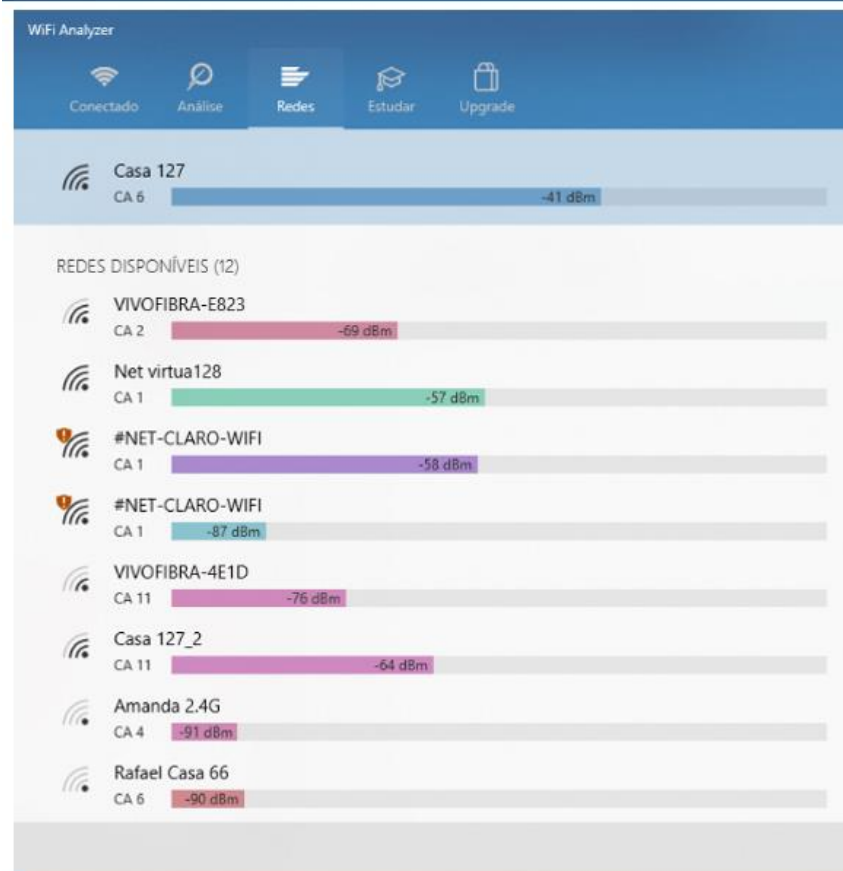 WiFi Analyzer
Conectado Análise Redes Estudar Upgrade
Casa 127
CA 6 -41 dBm
REDES DISPONÍVEIS (12)
VIVOFIBRA-E823
CA 2 -69 dBm
Net virtua128
CA 1 -57 dBm
#NET-CLARO-WIFI
CA 1 -58 dBm
#NET-CLARO-WIFI
CA 1 -87 dBm
VIVOFIBRA-4E1D
CA 11 -76 dBm
Casa 127_2
CA 11 -64 dBm
Amanda 2.4G
CA 4 -91 dBm
Rafael Casa 66
CA 6 -90 dBm